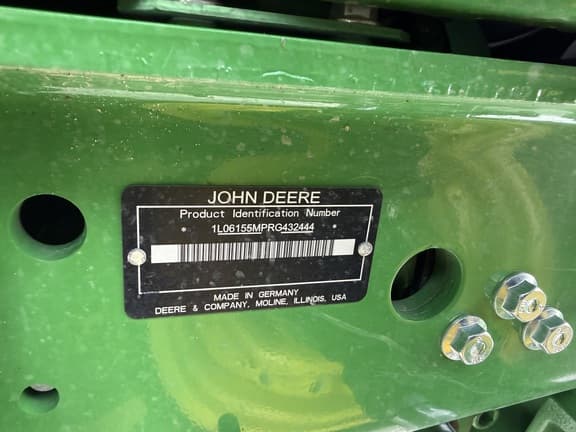 JOHN DEERE
Product Identification Number
*1L06155MPRG432444*
MADE IN GERMANY
DEERE & COMPANY, MOLINE, ILLINOIS, USA